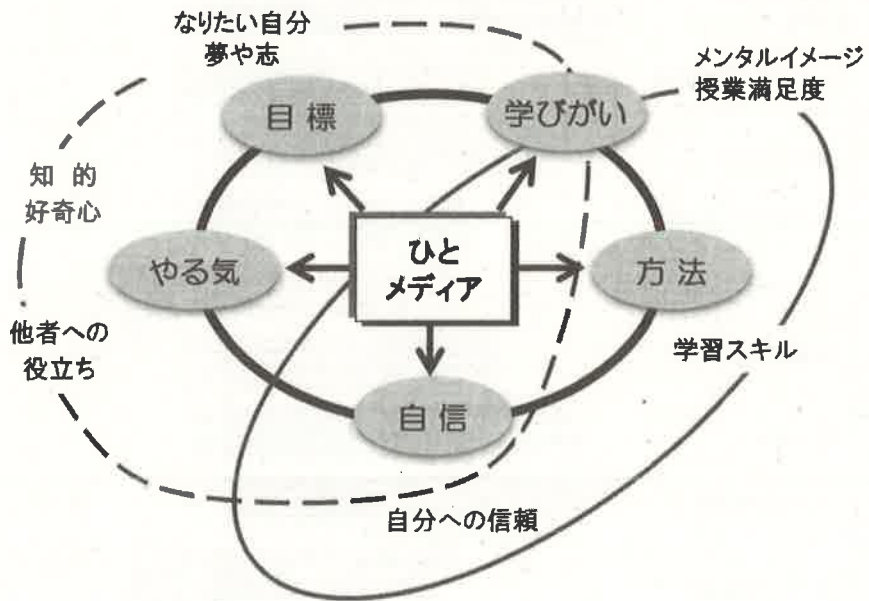 なりたい自分
夢や志
メンタルイメージ
授業満足度
目標
学びがい
知的
好奇心
ひと
メディア
やる気
方法
他者への
役立ち
学習スキル
自信
自分への信頼